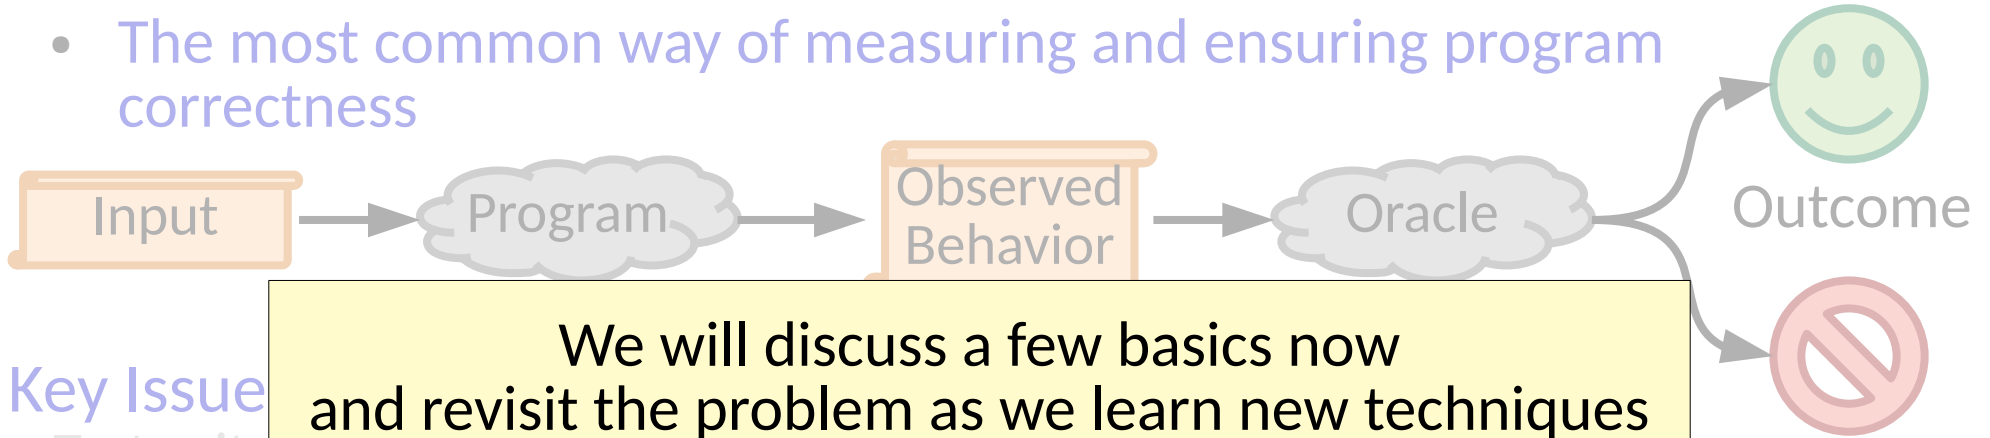 • The most common way of measuring and ensuring program
correctness
Input
Program
Observed
Behavior
Oracle
Outcome
We will discuss a few basics now
Key Issue
and revisit the problem as we learn new techniques